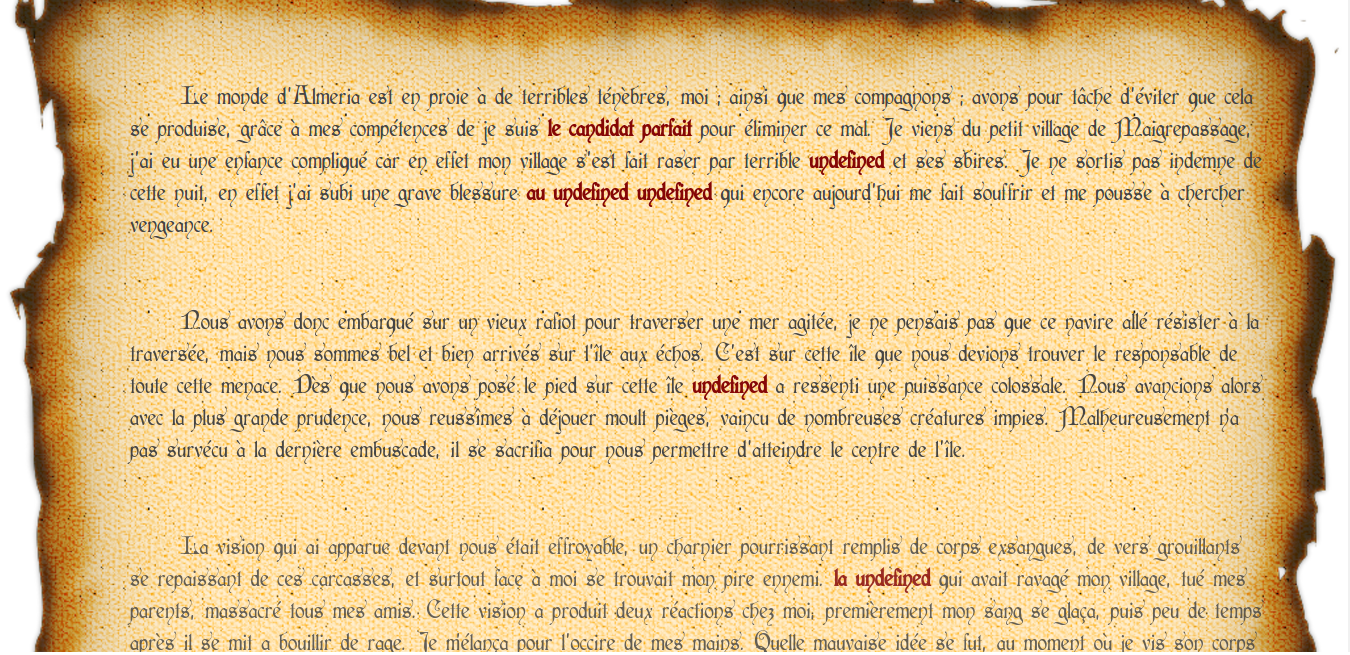 Le monde d'Almeria est en proie à de terribles ténèbres, moi ; ainsi que mes compagnons ; avons pour tâche d'éviter que cela
se produise, grâce à mes compétences de je suis le candidat parfait pour éliminer ce mal. Je viens du petit village de Maigrepassage,
j'ai eu une enfance compliqué car en effet mon village s'est fait raser par terrible undefined et ses sbires. Je ne sortis pas indemne de
cette nuit, en effet j'ai subi une grave blessure au undefined undefined qui encore aujourd'hui me fait souffrir et me pousse à chercher
vengeance.
Nous avons donc embarqué sur un vieux rafiot pour traverser une mer agitée, je ne pensais pas que ce navire allé résister à la
traversée, mais nous sommes bel et bien arrivés sur l'île aux échos. C'est sur cette île que nous devions trouver le responsable de
toute cette menace. Dès que nous avons posé le pied sur cette île undefined a ressenti une puissance colossale. Nous avancions alors
avec la plus grande prudence, nous reussîmes à déjouer moult pièges, vaincu de nombreuses créatures impies. Malheureusement n'a
pas survécu à la dernière embuscade, il se sacrifia pour nous permettre d'atteindre le centre de l'île.
La vision qui ai apparue devant nous était effroyable, un charnier pourrissant remplis de corps exsangues, de vers grouillants
se repaissant de ces carcasses, et surtout face à moi se trouvait mon pire ennemi. la undefined qui avait ravagé mon village, tué mes
parents, massacré tous mes amis. Cette vision a produit deux réactions chez moi, premièrement mon sang se glaça, puis peu de temps
après il se mit a bouillir de rage. Je m'élança pour l'occire de mes mains. Quelle mauvaise idée se fut, au moment où je vis son corps